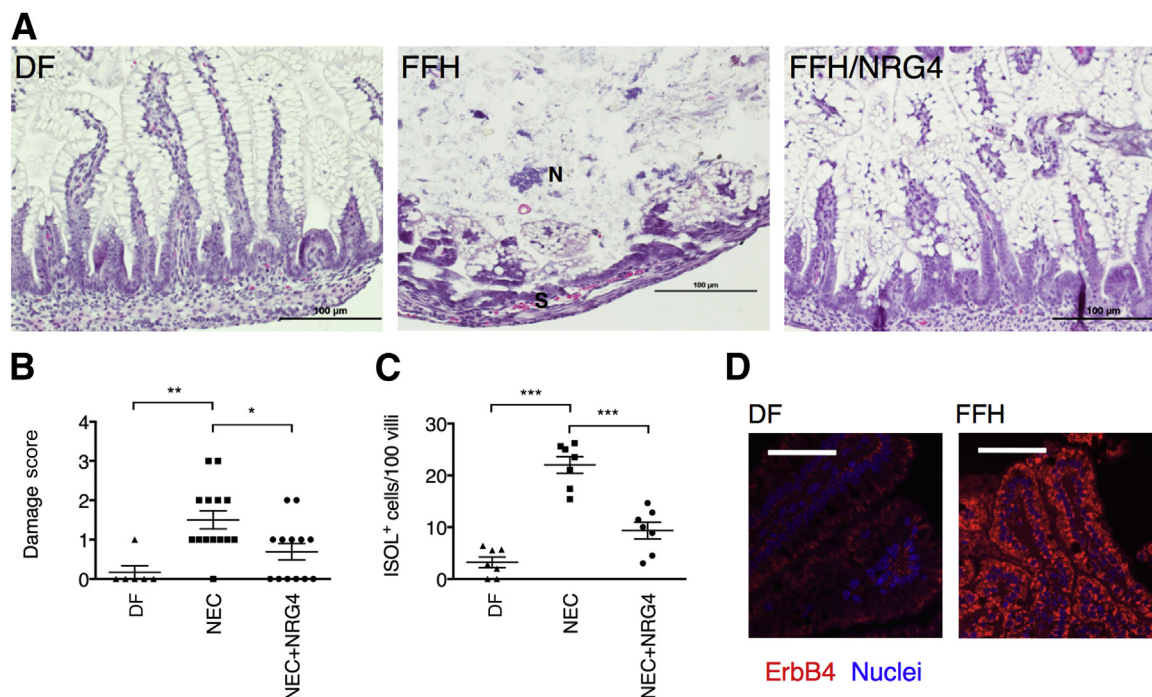 A
DF
FFH
FFH/NRG4
N
S
100 µm
100 µm
100 µm
B
C
D
**
*
Damage score
4
3
2
1
0
DF
NEC
NEC+NRG4
***
***
ISOL+ cells/100 villi
30
20
10
0
DF
NEC
NEC+NRG4
DF
FFH
ErbB4 Nuclei